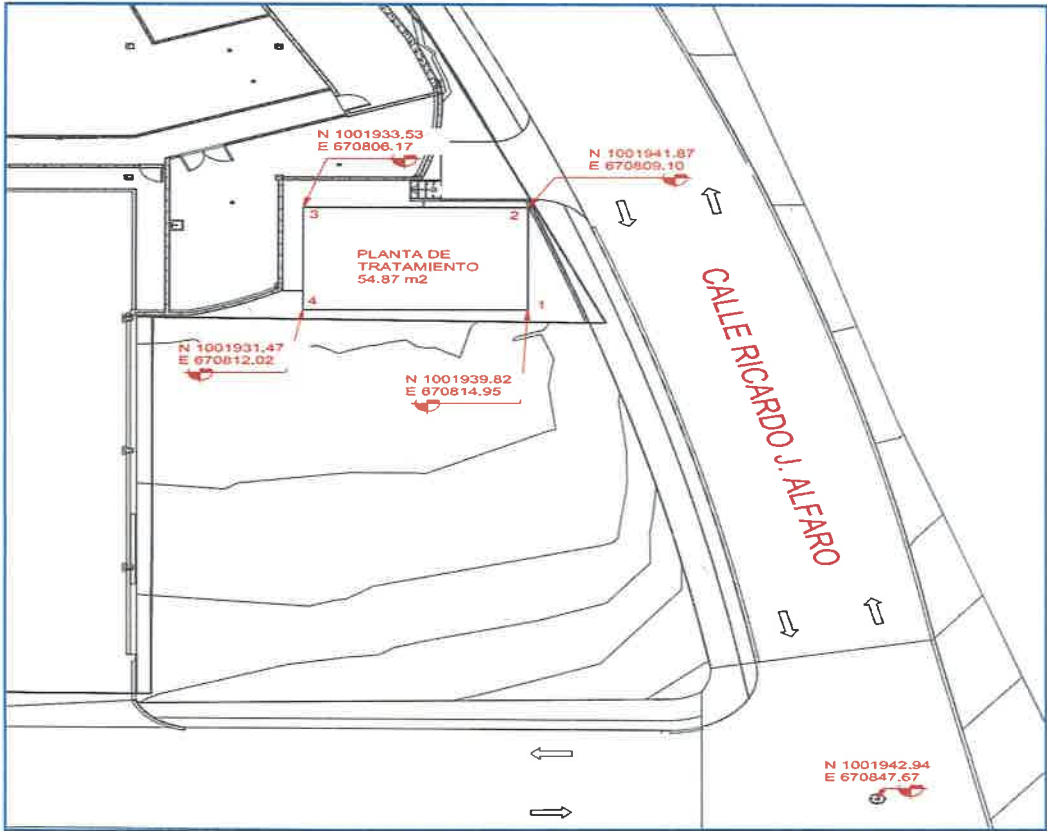 N 1001933.53
E 670806.17
N 1001941.87
E 670809.10
3
2
PLANTA DE
TRATAMIENTO
54.87 m2
4
1
N 1001931.47
E 670812.02
N 1001939.82
E 670814.95
CALLE RICARDO J. ALFARO
N 1001942.94
E 670847.67